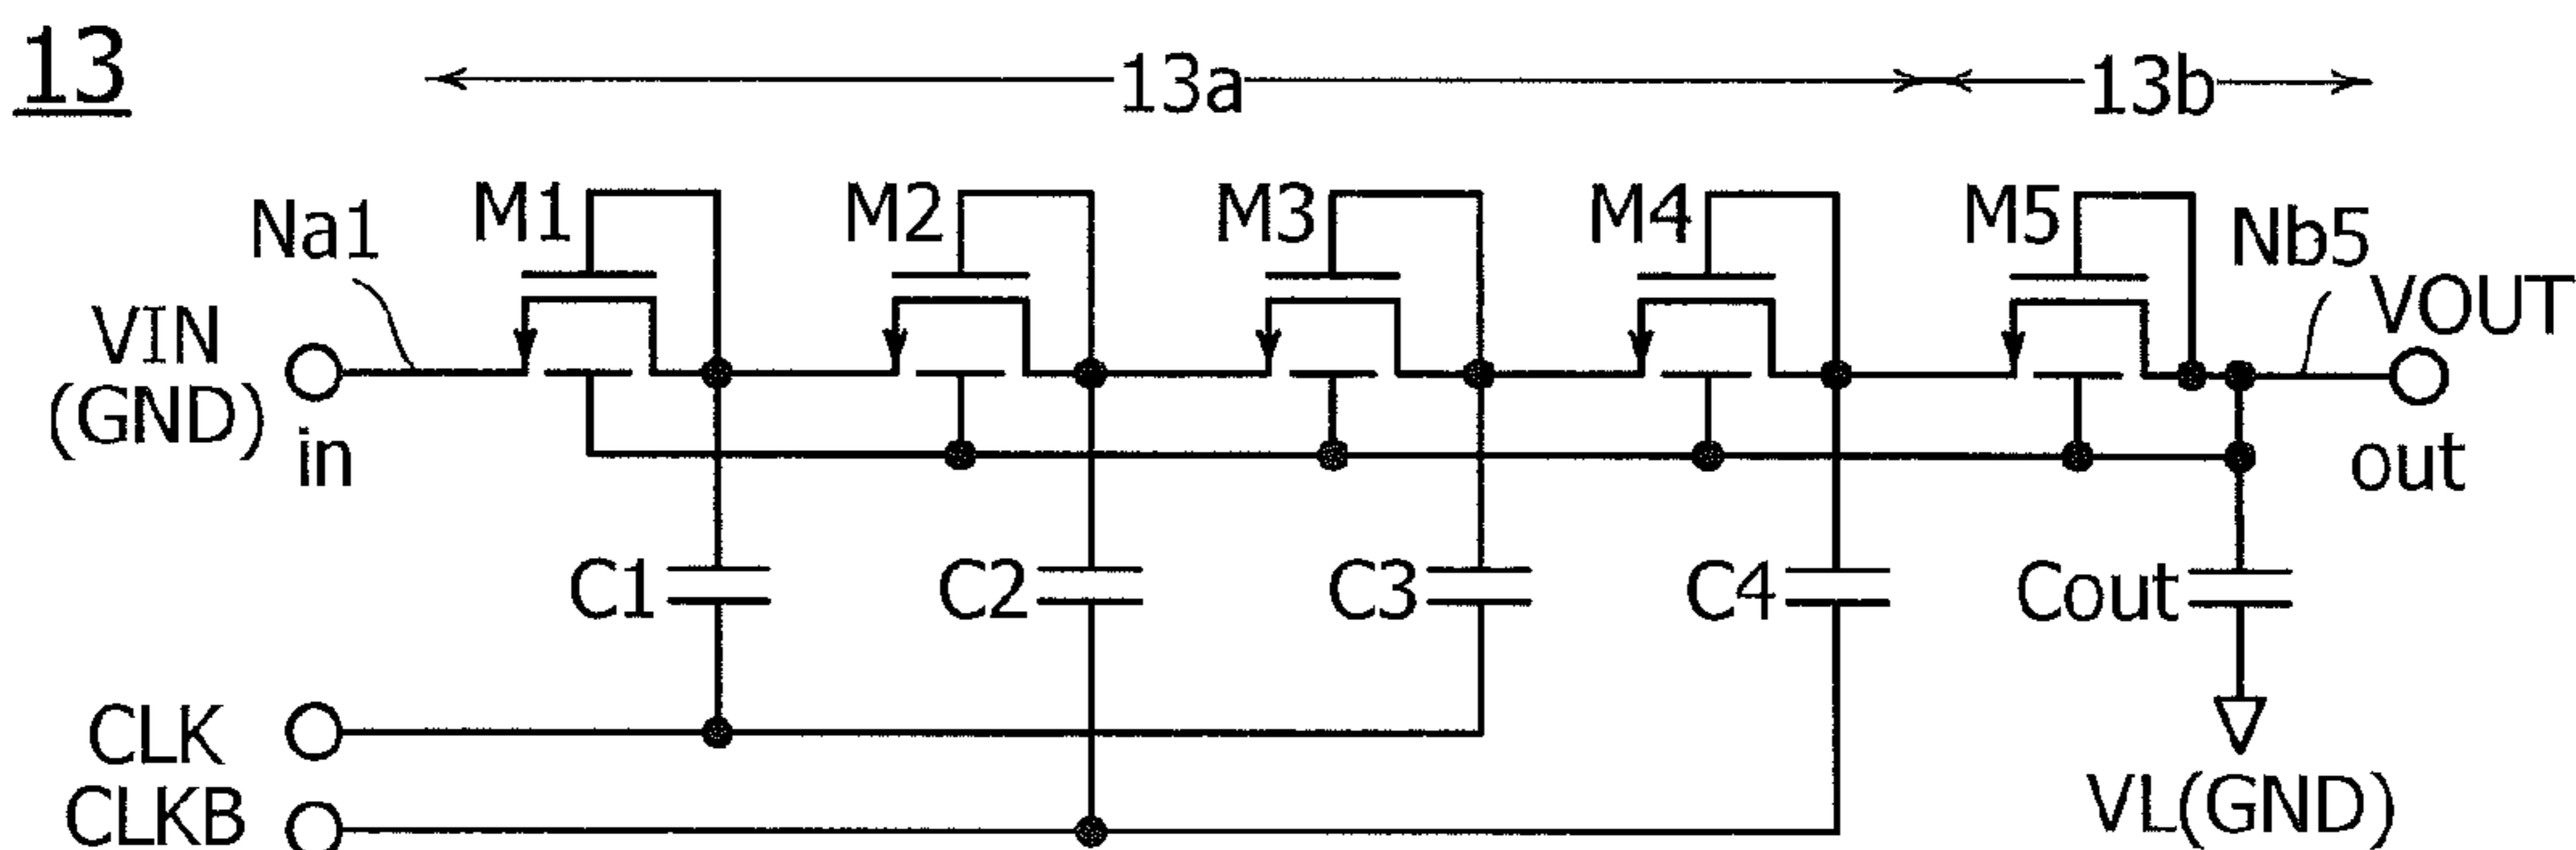 13
13a 13b
M1 M2 M3 M4 M5
Na1 Nb5
VIN VOUT
(GND)
in out
C1 C2 C3 C4 Cout
CLK
CLKB VL(GND)